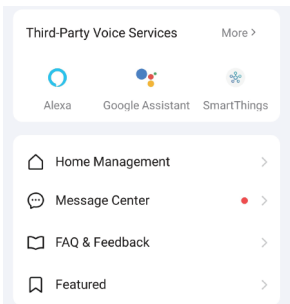 Third-Party Voice Services More >
Alexa Google Assistant SmartThings
Home Management
Message Center
FAQ & Feedback
Featured